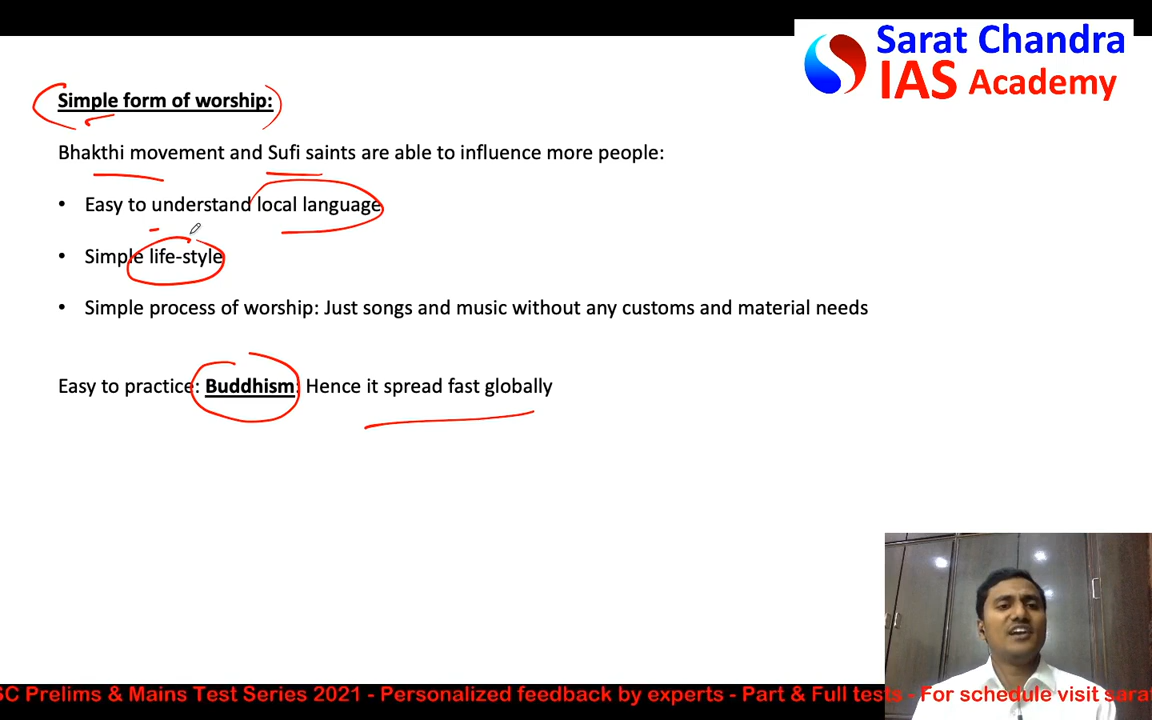 Sarat Chandra
IAS Academy
Simple form of worship:
Bhakthi movement and Sufi saints are able to influence more people:
• Easy to understand local language
• Simple life-style
• Simple process of worship: Just songs and music without any customs and material needs
Easy to practice: Buddhism: Hence it spread fast globally
SC Prelims & Mains Test Series 2021 - Personalized feedback by experts - Part & Full tests - For schedule visit sarat